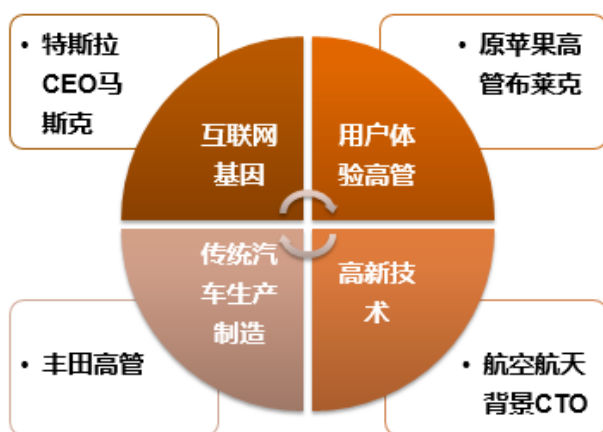 • 特斯拉
CEO马
斯克
• 原苹果高
管布莱克
互联网
基因
用户体
验高管
传统汽
车生产
制造
高新技
术
• 丰田高管
• 航空航天
背景CTO